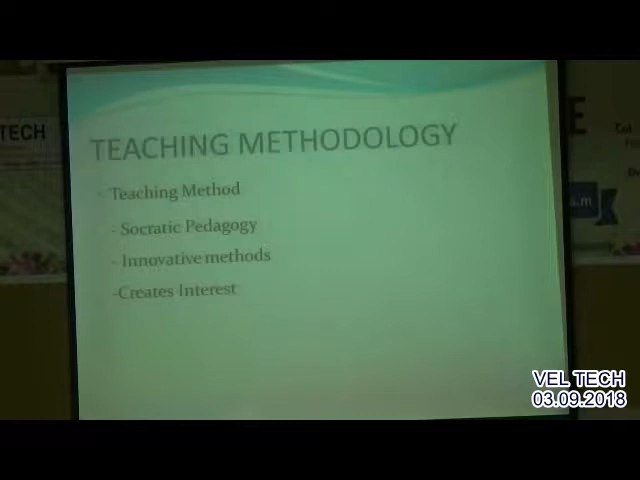 TEACHING METHODOLOGY
Teaching Method
- Socratic Pedagogy
- Innovative methods
-Creates Interest
TECH
VEL TECH
03.09.2018